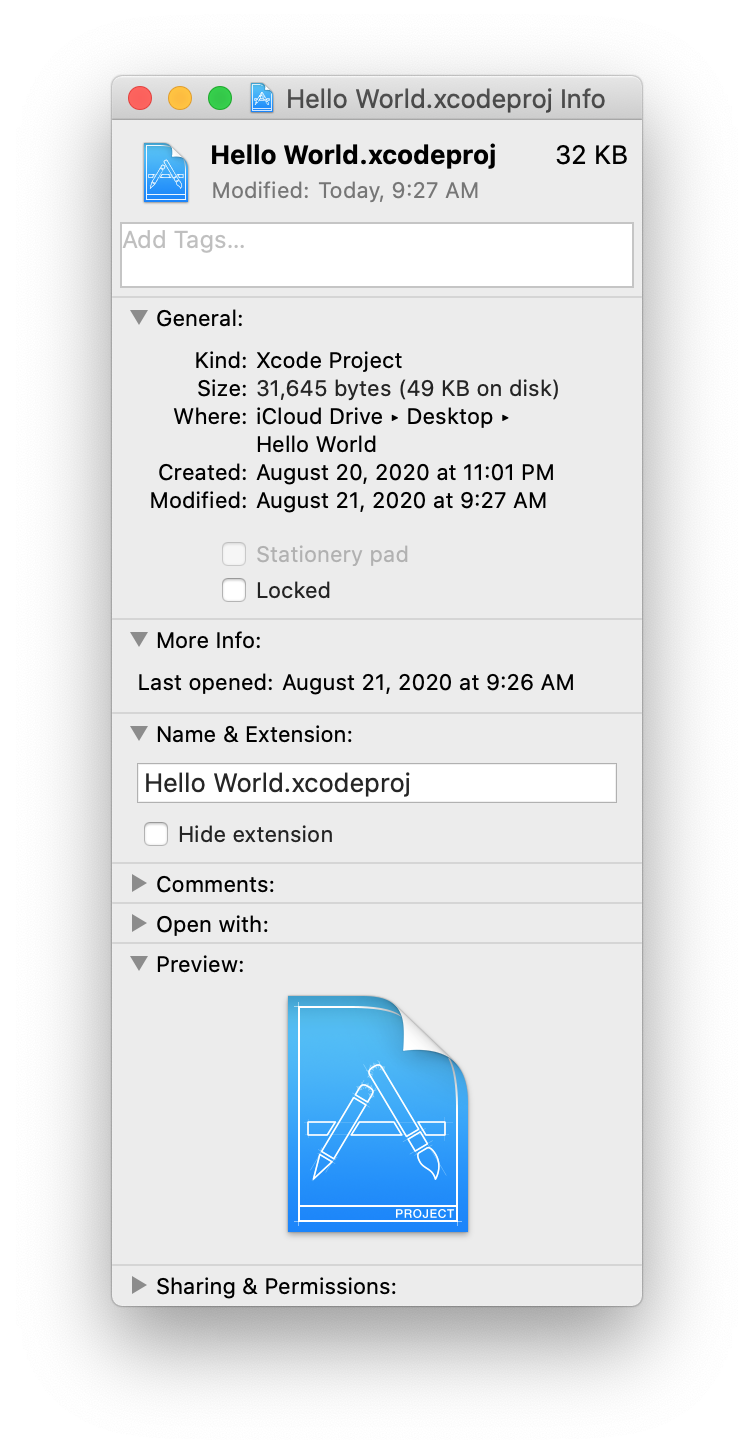 Hello World.xcodeproj Info
Hello World.xcodeproj 32 KB
Modified: Today, 9:27 AM
Add Tags...
General:
Kind: Xcode Project
Size: 31,645 bytes (49 KB on disk)
Where: iCloud Drive ▸ Desktop ▸
Hello World
Created: August 20, 2020 at 11:01 PM
Modified: August 21, 2020 at 9:27 AM
Stationery pad
Locked
More Info:
Last opened: August 21, 2020 at 9:26 AM
Name & Extension:
Hello World.xcodeproj
Hide extension
Comments:
Open with:
Preview:
PROJECT
Sharing & Permissions: